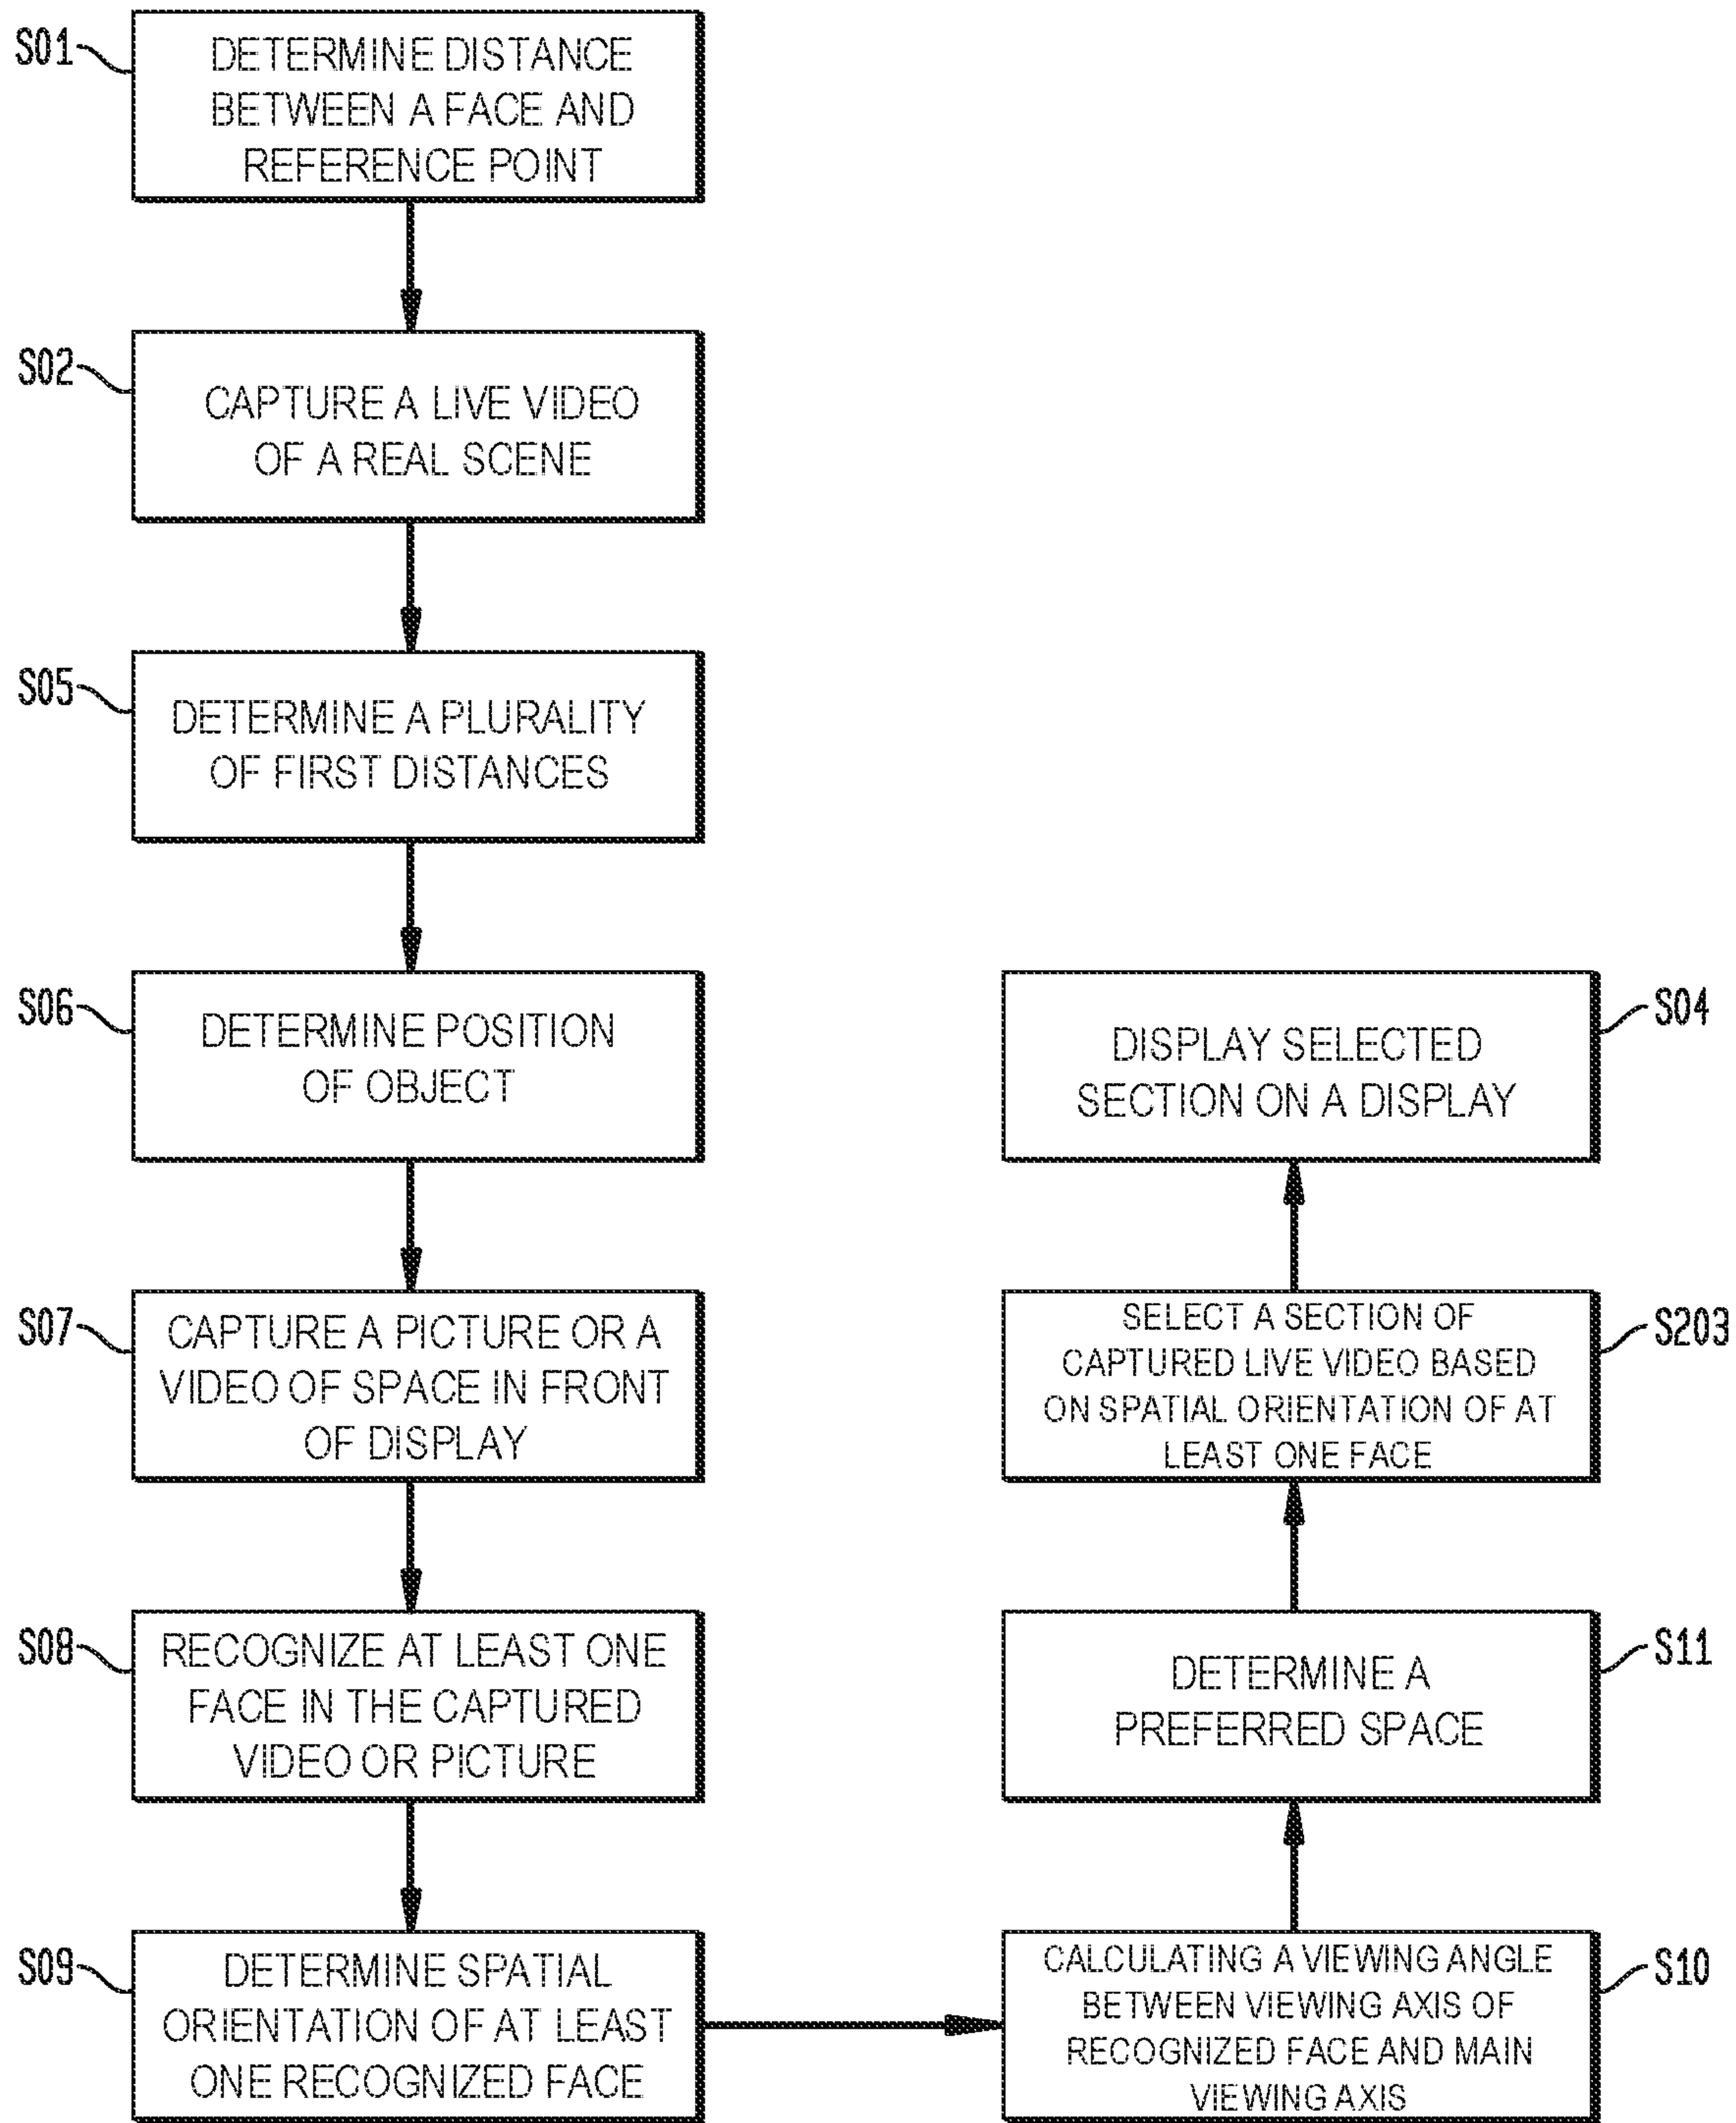 S01
DETERMINE DISTANCE
BETWEEN A FACE AND
REFERENCE POINT
S02
CAPTURE A LIVE VIDEO
OF A REAL SCENE
S05
DETERMINE A PLURALITY
OF FIRST DISTANCES
S06
DETERMINE POSITION
OF OBJECT
S07
CAPTURE A PICTURE OR A
VIDEO OF SPACE IN FRONT
OF DISPLAY
S08
RECOGNIZE AT LEAST ONE
FACE IN THE CAPTURED
VIDEO OR PICTURE
S09
DETERMINE SPATIAL
ORIENTATION OF AT LEAST
ONE RECOGNIZED FACE
CALCULATING A VIEWING ANGLE
BETWEEN VIEWING AXIS OF
RECOGNIZED FACE AND MAIN
VIEWING AXIS
S10
DETERMINE A
PREFERRED SPACE
S11
SELECT A SECTION OF
CAPTURED LIVE VIDEO BASED
ON SPATIAL ORIENTATION OF AT
LEAST ONE FACE
S203
DISPLAY SELECTED
SECTION ON A DISPLAY
S04